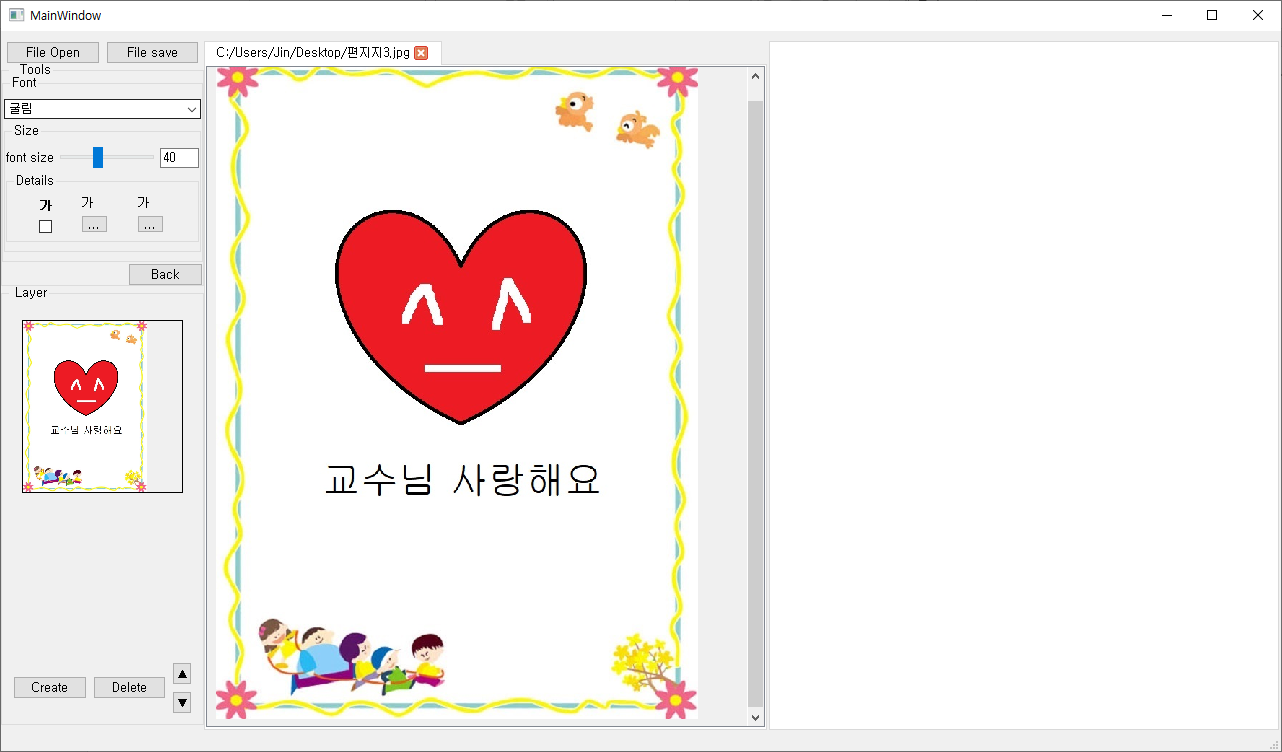 MainWindow
File Open
File save
C:/Users/Jin/Desktop/편지지3.jpg
Tools
Font
굴림
Size
font size
40
Details
가
가
가
...
...
Back
Layer
교수님 사랑해요
교수님 사랑해요
Create
Delete